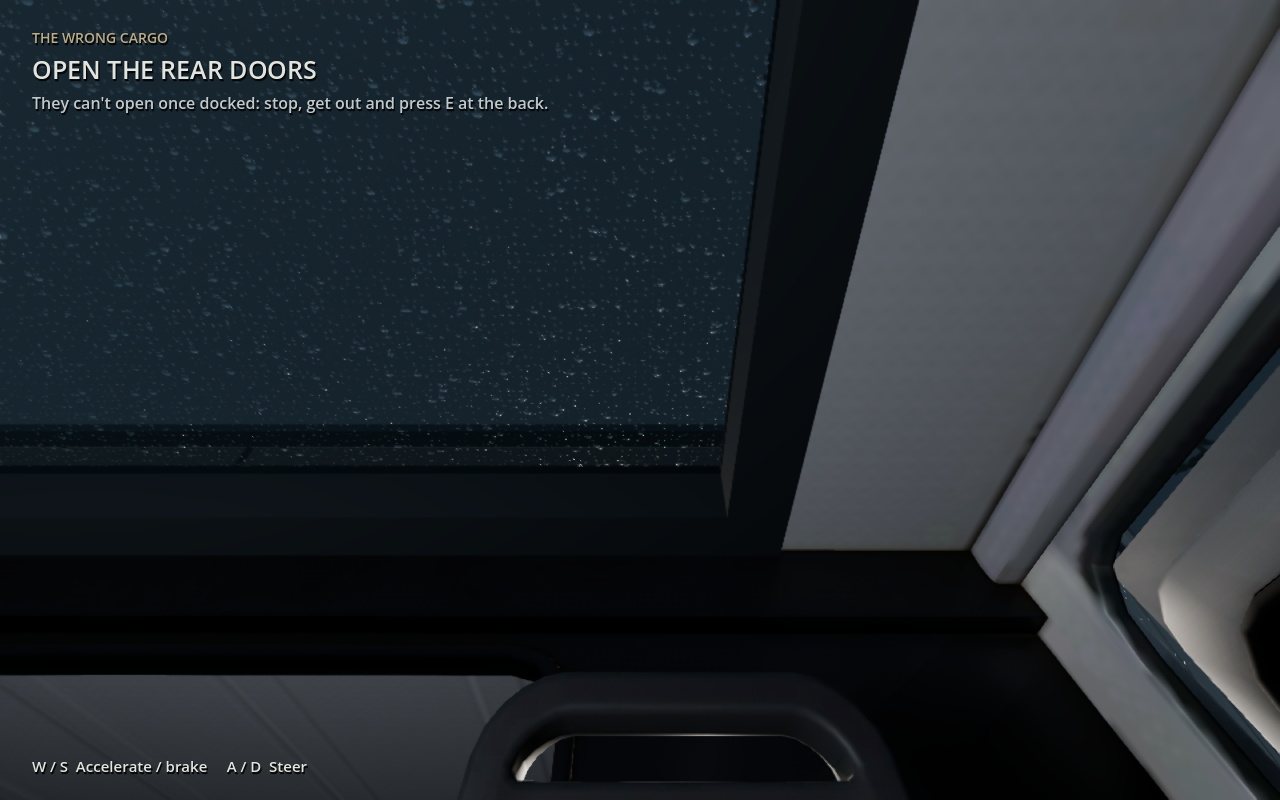 THE WRONG CARGO
OPEN THE REAR DOORS
They can't open once docked: stop, get out and press E at the back.
W / S  Accelerate / brake    A / D  Steer